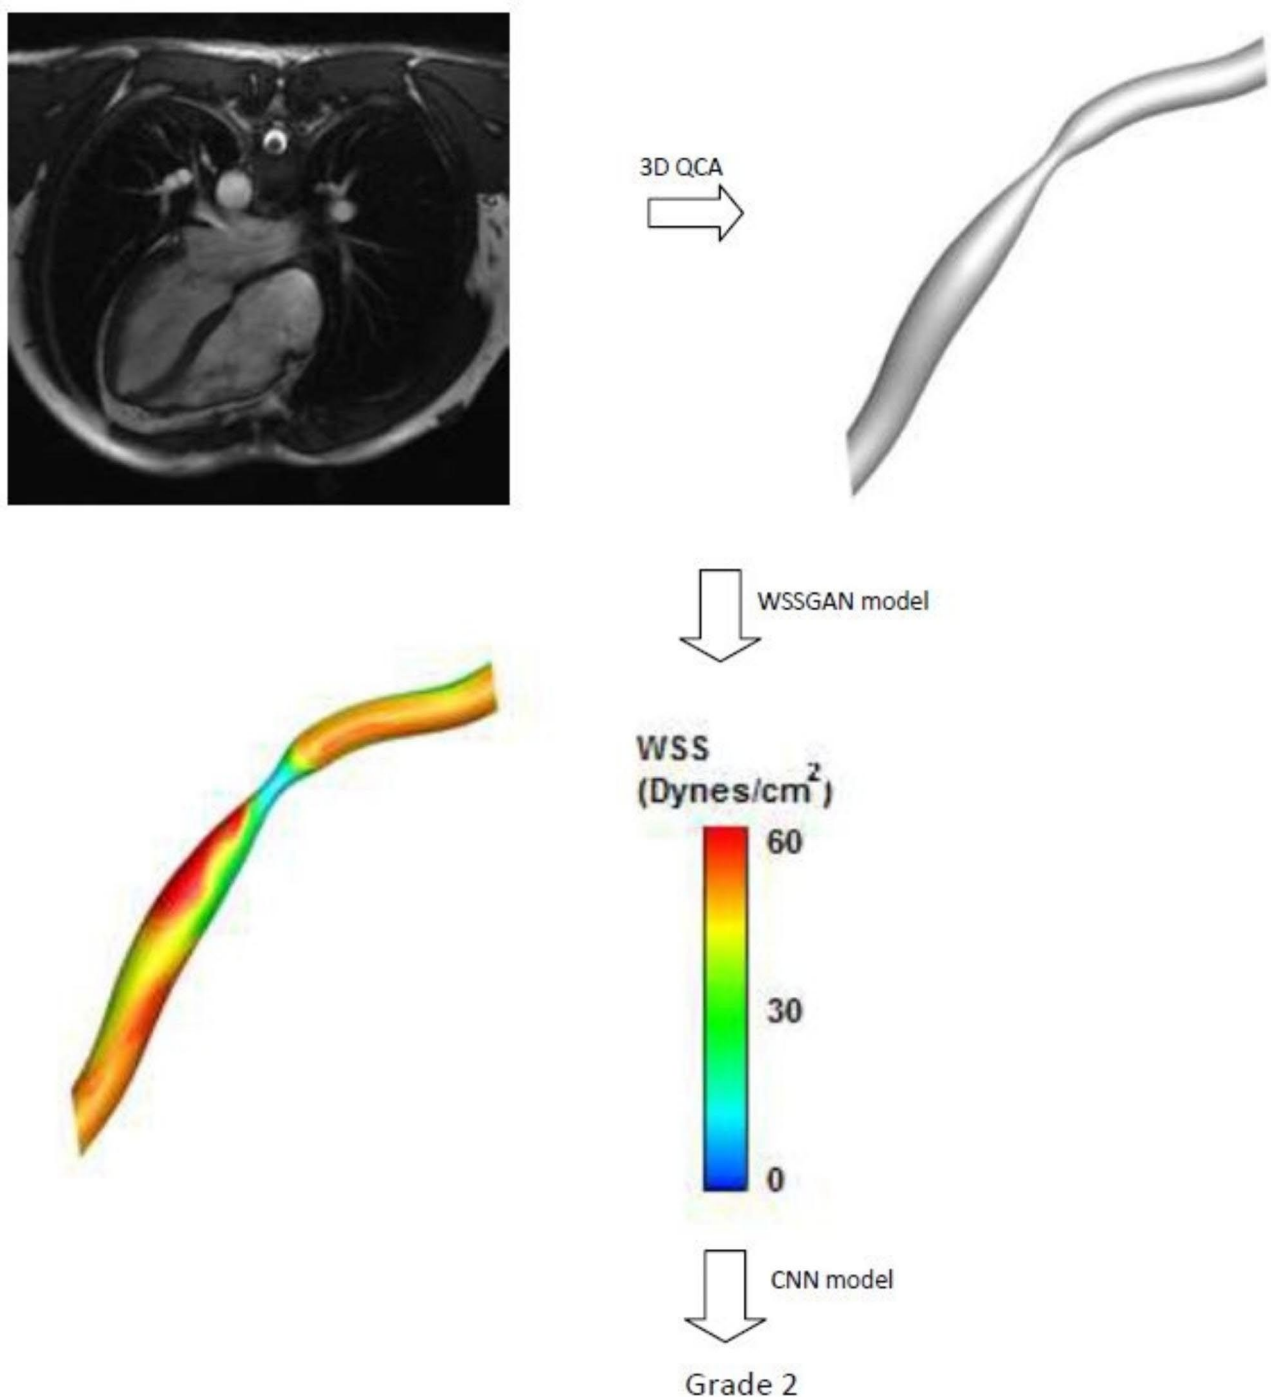 3D QCA
WSSGAN model
WSS
(Dynes/cm²)
60
30
0
CNN model
Grade 2